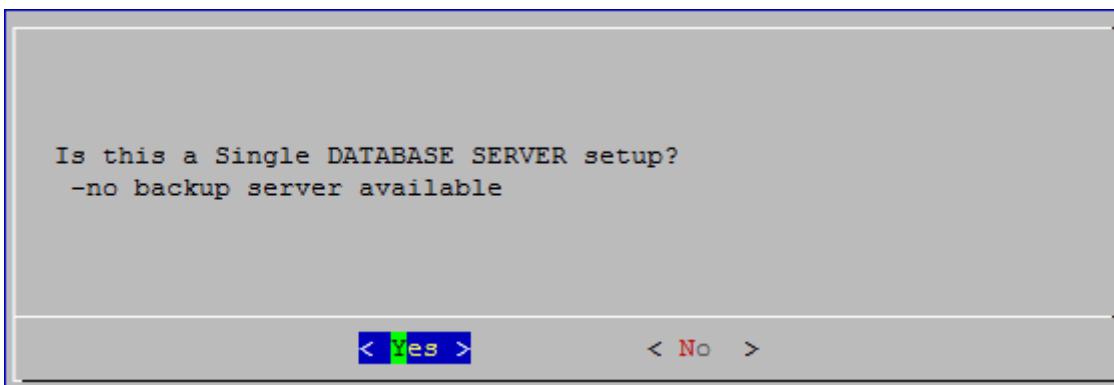 Is this a Single DATABASE SERVER setup?
-no backup server available
< Yes > < No >